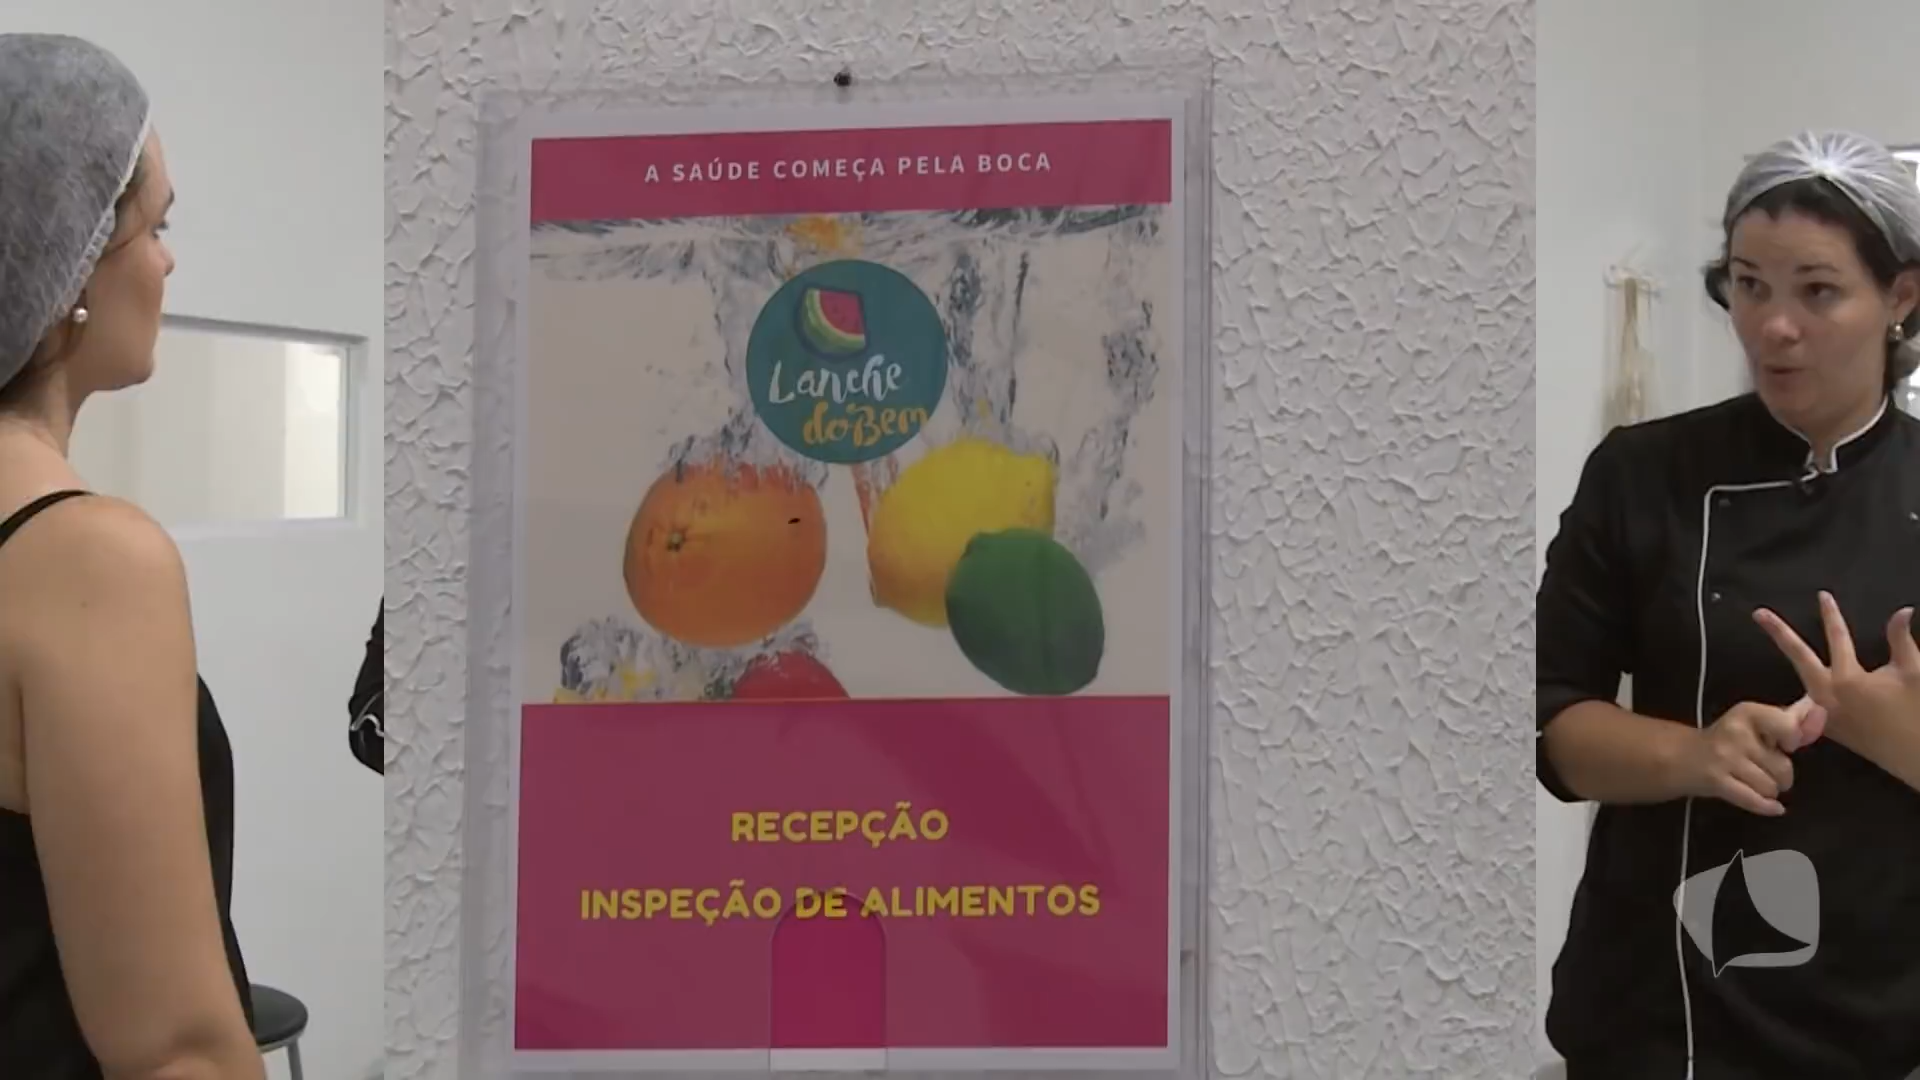 A SAÚDE COMEÇA PELA BOCA
Lanche
do Bem
RECEPÇÃO
INSPEÇÃO DE ALIMENTOS